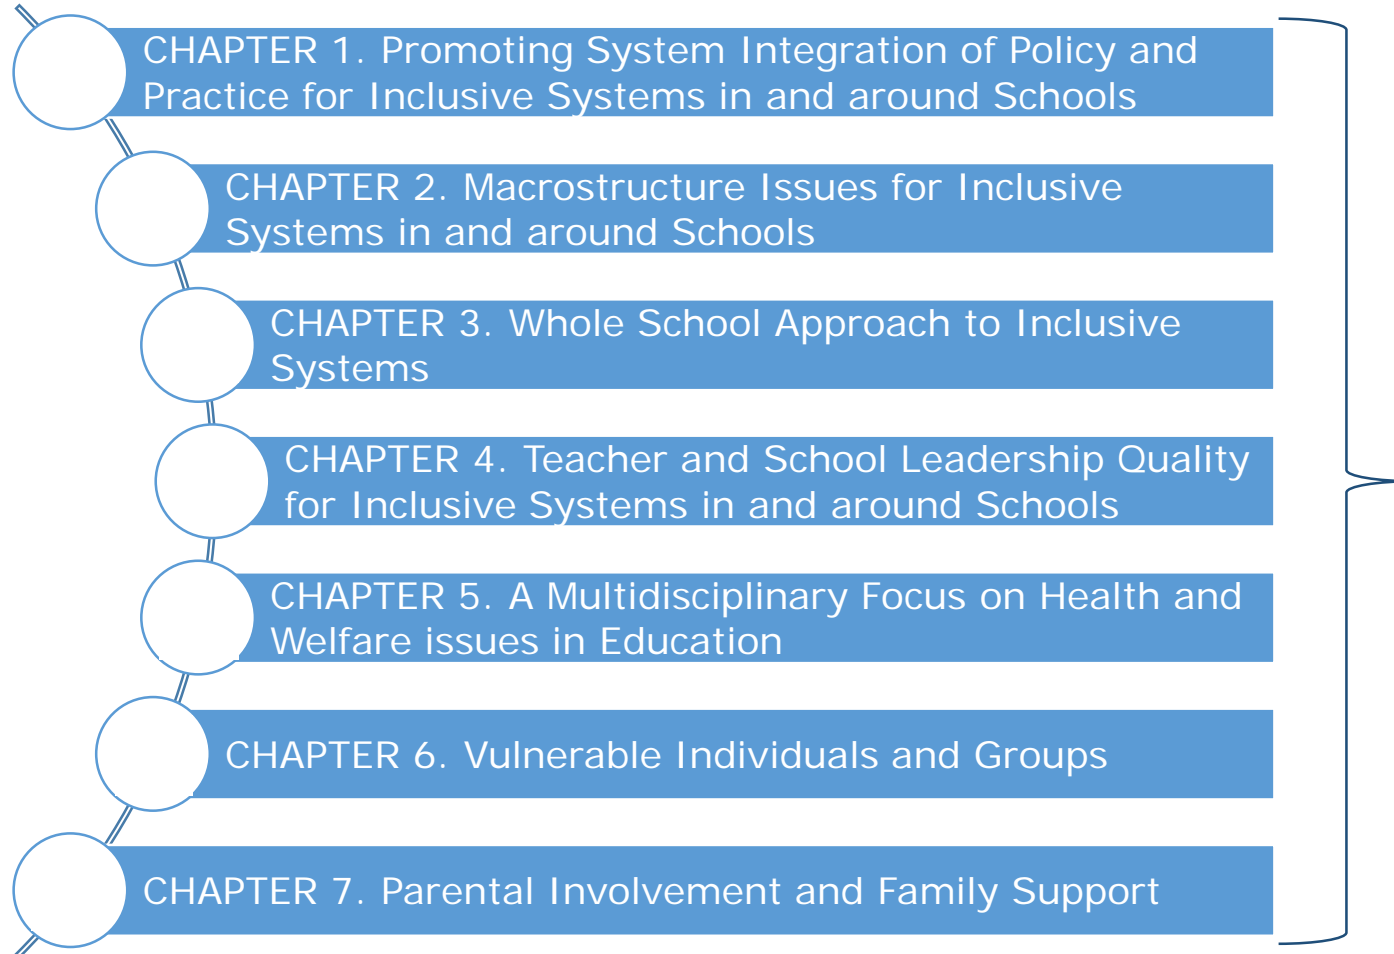 CHAPTER 1. Promoting System Integration of Policy and
Practice for Inclusive Systems in and around Schools
CHAPTER 2. Macrostructure Issues for Inclusive
Systems in and around Schools
CHAPTER 3. Whole School Approach to Inclusive
Systems
CHAPTER 4. Teacher and School Leadership Quality
for Inclusive Systems in and around Schools
CHAPTER 5. A Multidisciplinary Focus on Health and
Welfare issues in Education
CHAPTER 6. Vulnerable Individuals and Groups
CHAPTER 7. Parental Involvement and Family Support